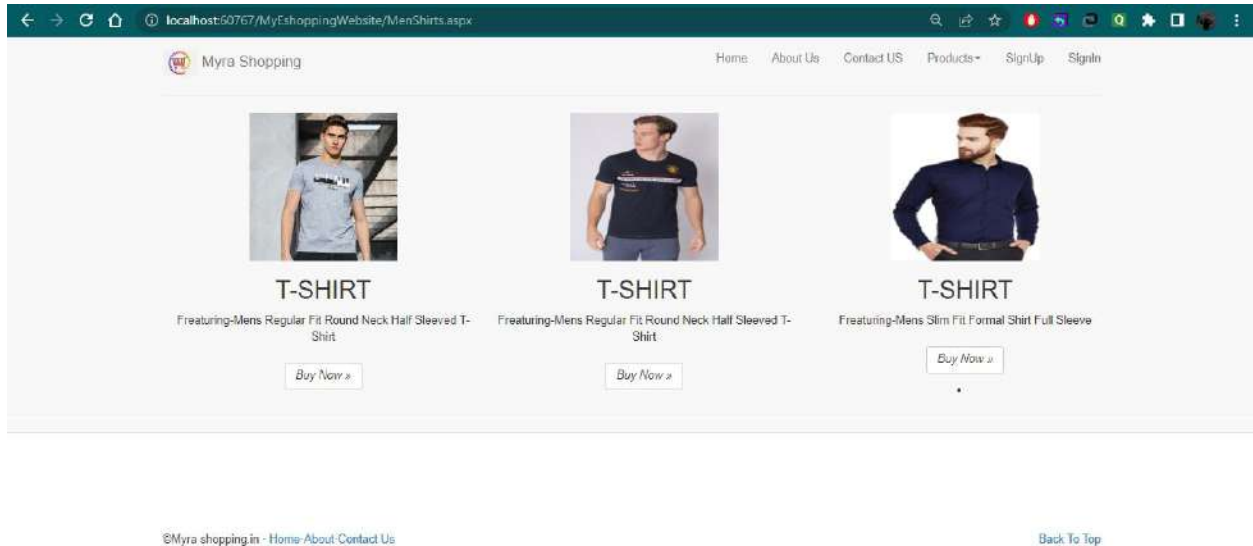 localhost:60767/MyEshoppingWebsite/MenShirts.aspx
Myra Shopping
Home About Us Contact US Products SignUp SignIn
T-SHIRT
Freaturing-Mens Regular Fit Round Neck Half Sleeved T-
Shirt
Buy Now »
T-SHIRT
Freaturing-Mens Regular Fit Round Neck Half Sleeved T-
Shirt
Buy Now »
T-SHIRT
Freaturing-Mens Slim Fit Formal Shirt Full Sleeve
Buy Now »
©Myra shopping.in - Home-About-Contact Us
Back To Top